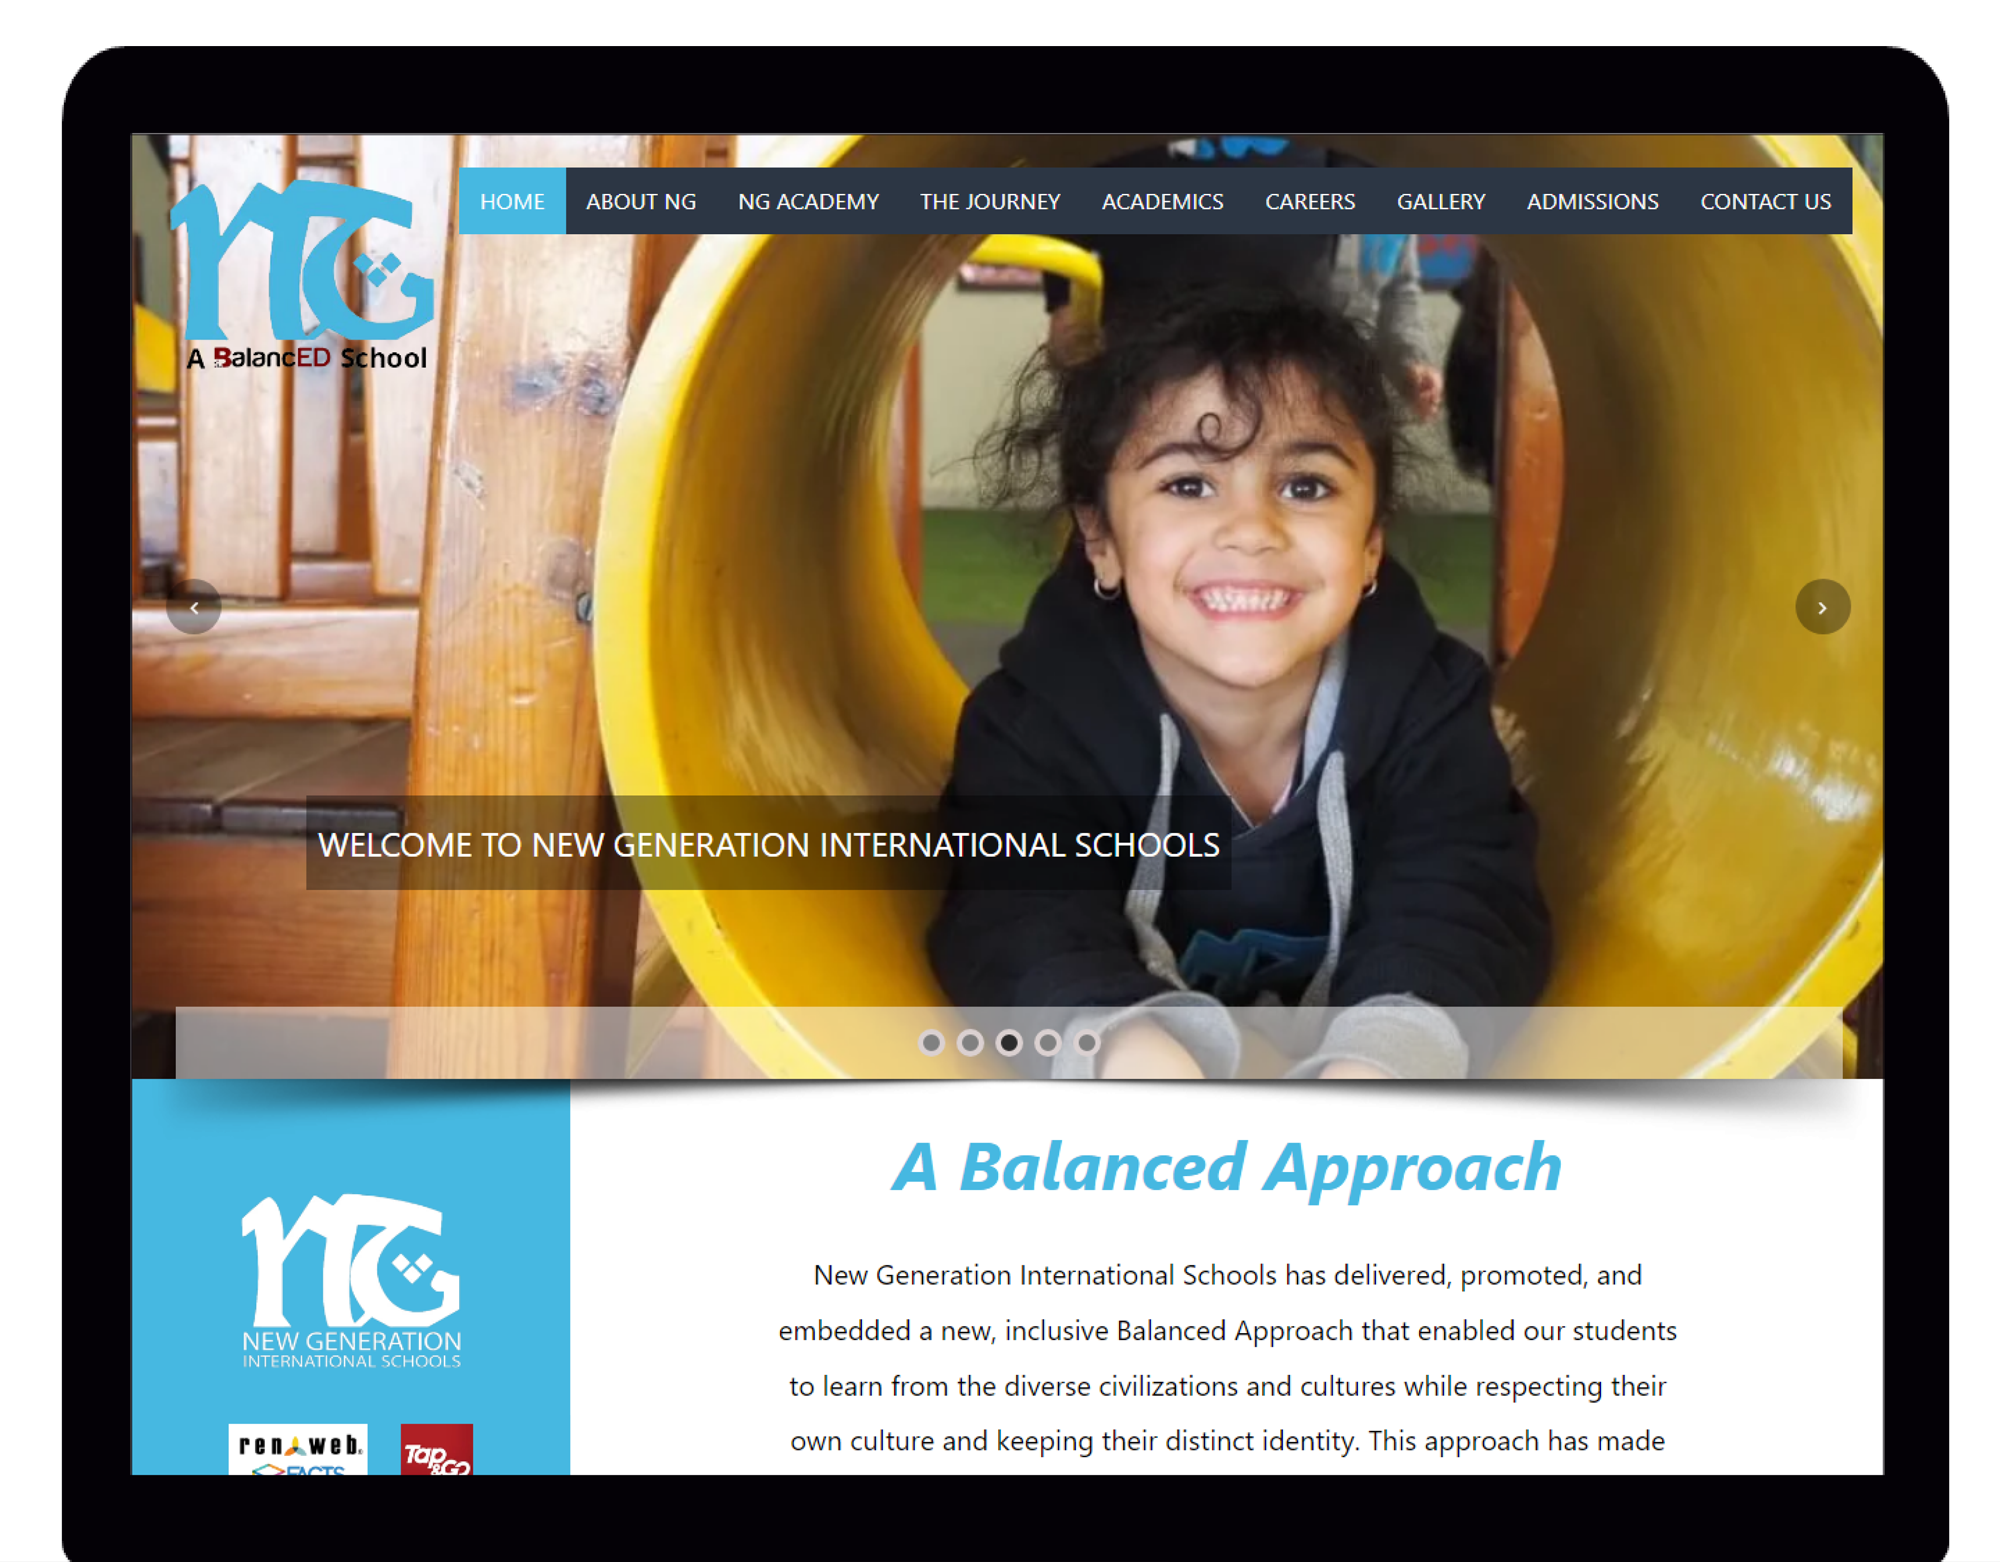 NG
A BalancED School
HOME ABOUT NG NG ACADEMY THE JOURNEY ACADEMICS CAREERS GALLERY ADMISSIONS CONTACT US
WELCOME TO NEW GENERATION INTERNATIONAL SCHOOLS
NG
NEW GENERATION
INTERNATIONAL SCHOOLS
renweb.
FACTS
Tap
&GO
A Balanced Approach
New Generation International Schools has delivered, promoted, and
embedded a new, inclusive Balanced Approach that enabled our students
to learn from the diverse civilizations and cultures while respecting their
own culture and keeping their distinct identity. This approach has made